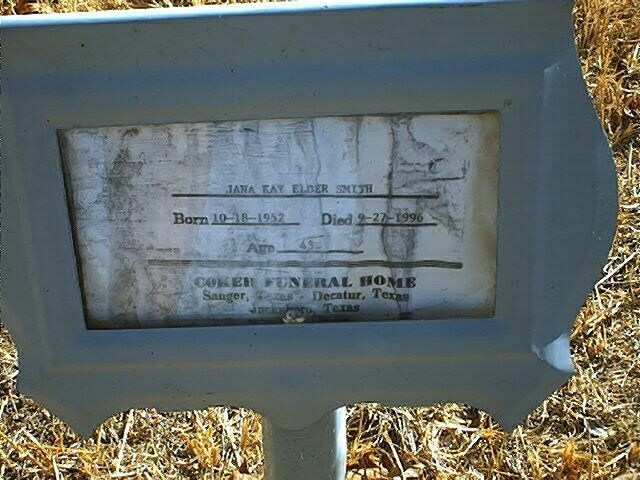 JANA KAY ELDER SMITH
Born 10-18-1952 Died 9-27-1996
Age 43
COKER FUNERAL HOME
Sanger, Texas - Decatur, Texas
Jacksboro, Texas